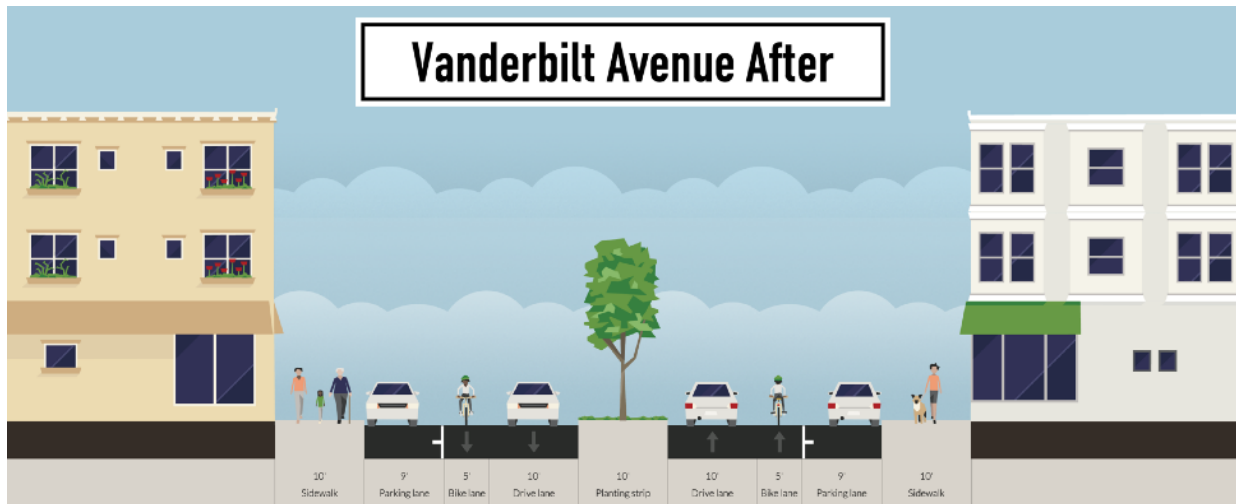 Vanderbilt Avenue After
10' 9' 5' 10' 10' 10' 5' 9' 10'
Sidewalk Parking lane Bike lane Drive lane Planting strip Drive lane Bike lane Parking lane Sidewalk